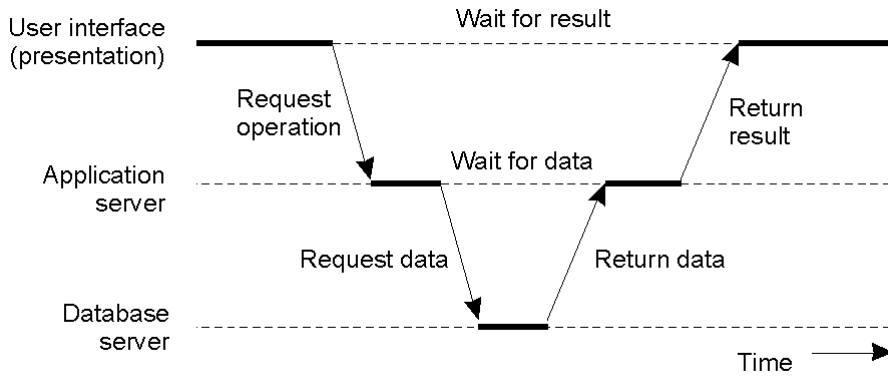 User interface
(presentation)
Wait for result
Request
operation
Return
result
Wait for data
Application
server
Request data
Return data
Database
server
Time